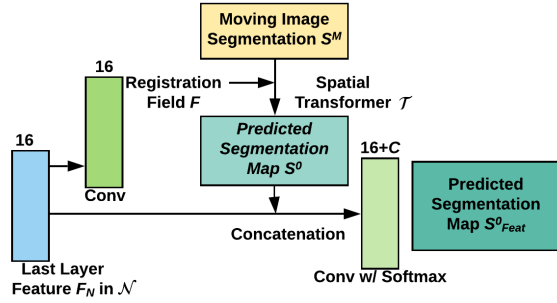 Moving Image
Segmentation S^M
16
Registration
Field F
Spatial
Transformer 𝒯
16
Predicted
Segmentation
Map S^0
16+C
Conv
Predicted
Segmentation
Map S^0_Feat
Concatenation
Last Layer
Feature F_N in 𝒩
Conv w/ Softmax